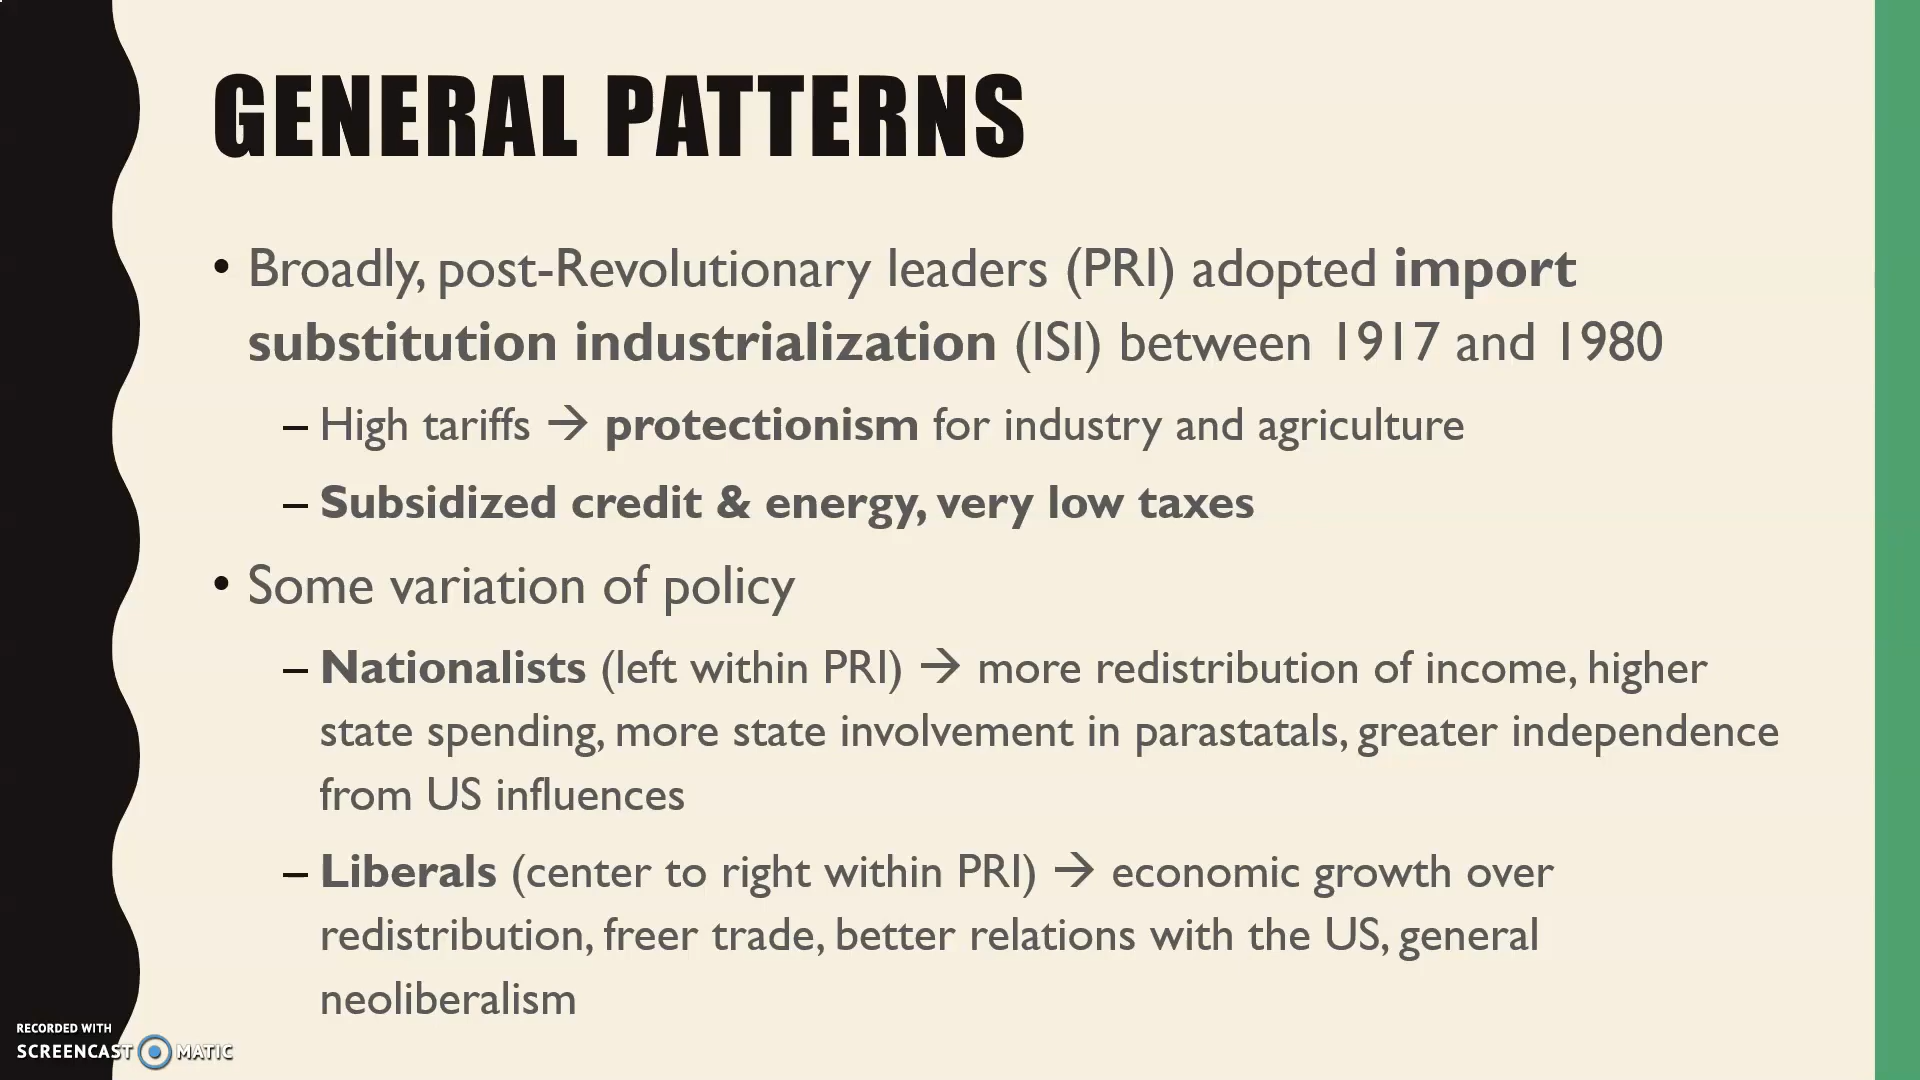 GENERAL PATTERNS
• Broadly, post-Revolutionary leaders (PRI) adopted import
substitution industrialization (ISI) between 1917 and 1980
– High tariffs → protectionism for industry and agriculture
– Subsidized credit & energy, very low taxes
• Some variation of policy
– Nationalists (left within PRI) → more redistribution of income, higher
state spending, more state involvement in parastatals, greater independence
from US influences
– Liberals (center to right within PRI) → economic growth over
redistribution, freer trade, better relations with the US, general
neoliberalism
RECORDED WITH
SCREENCAST MATIC